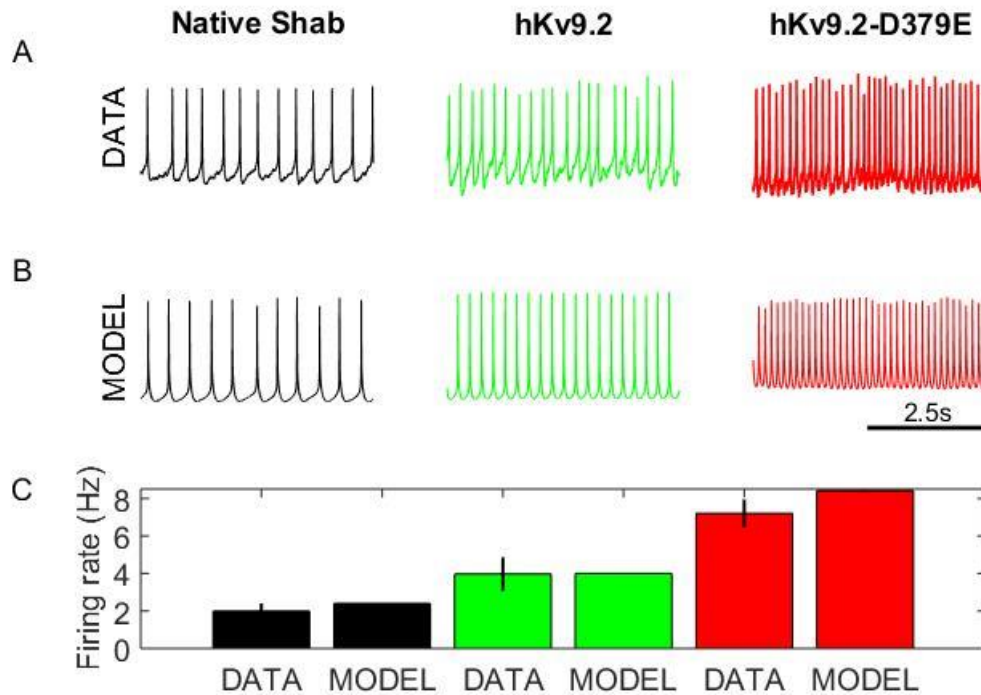 Native Shab hKv9.2 hKv9.2-D379E
A
DATA
B
MODEL
2.5s
C
Firing rate (Hz)
8
6
4
2
0
DATA MODEL DATA MODEL DATA MODEL